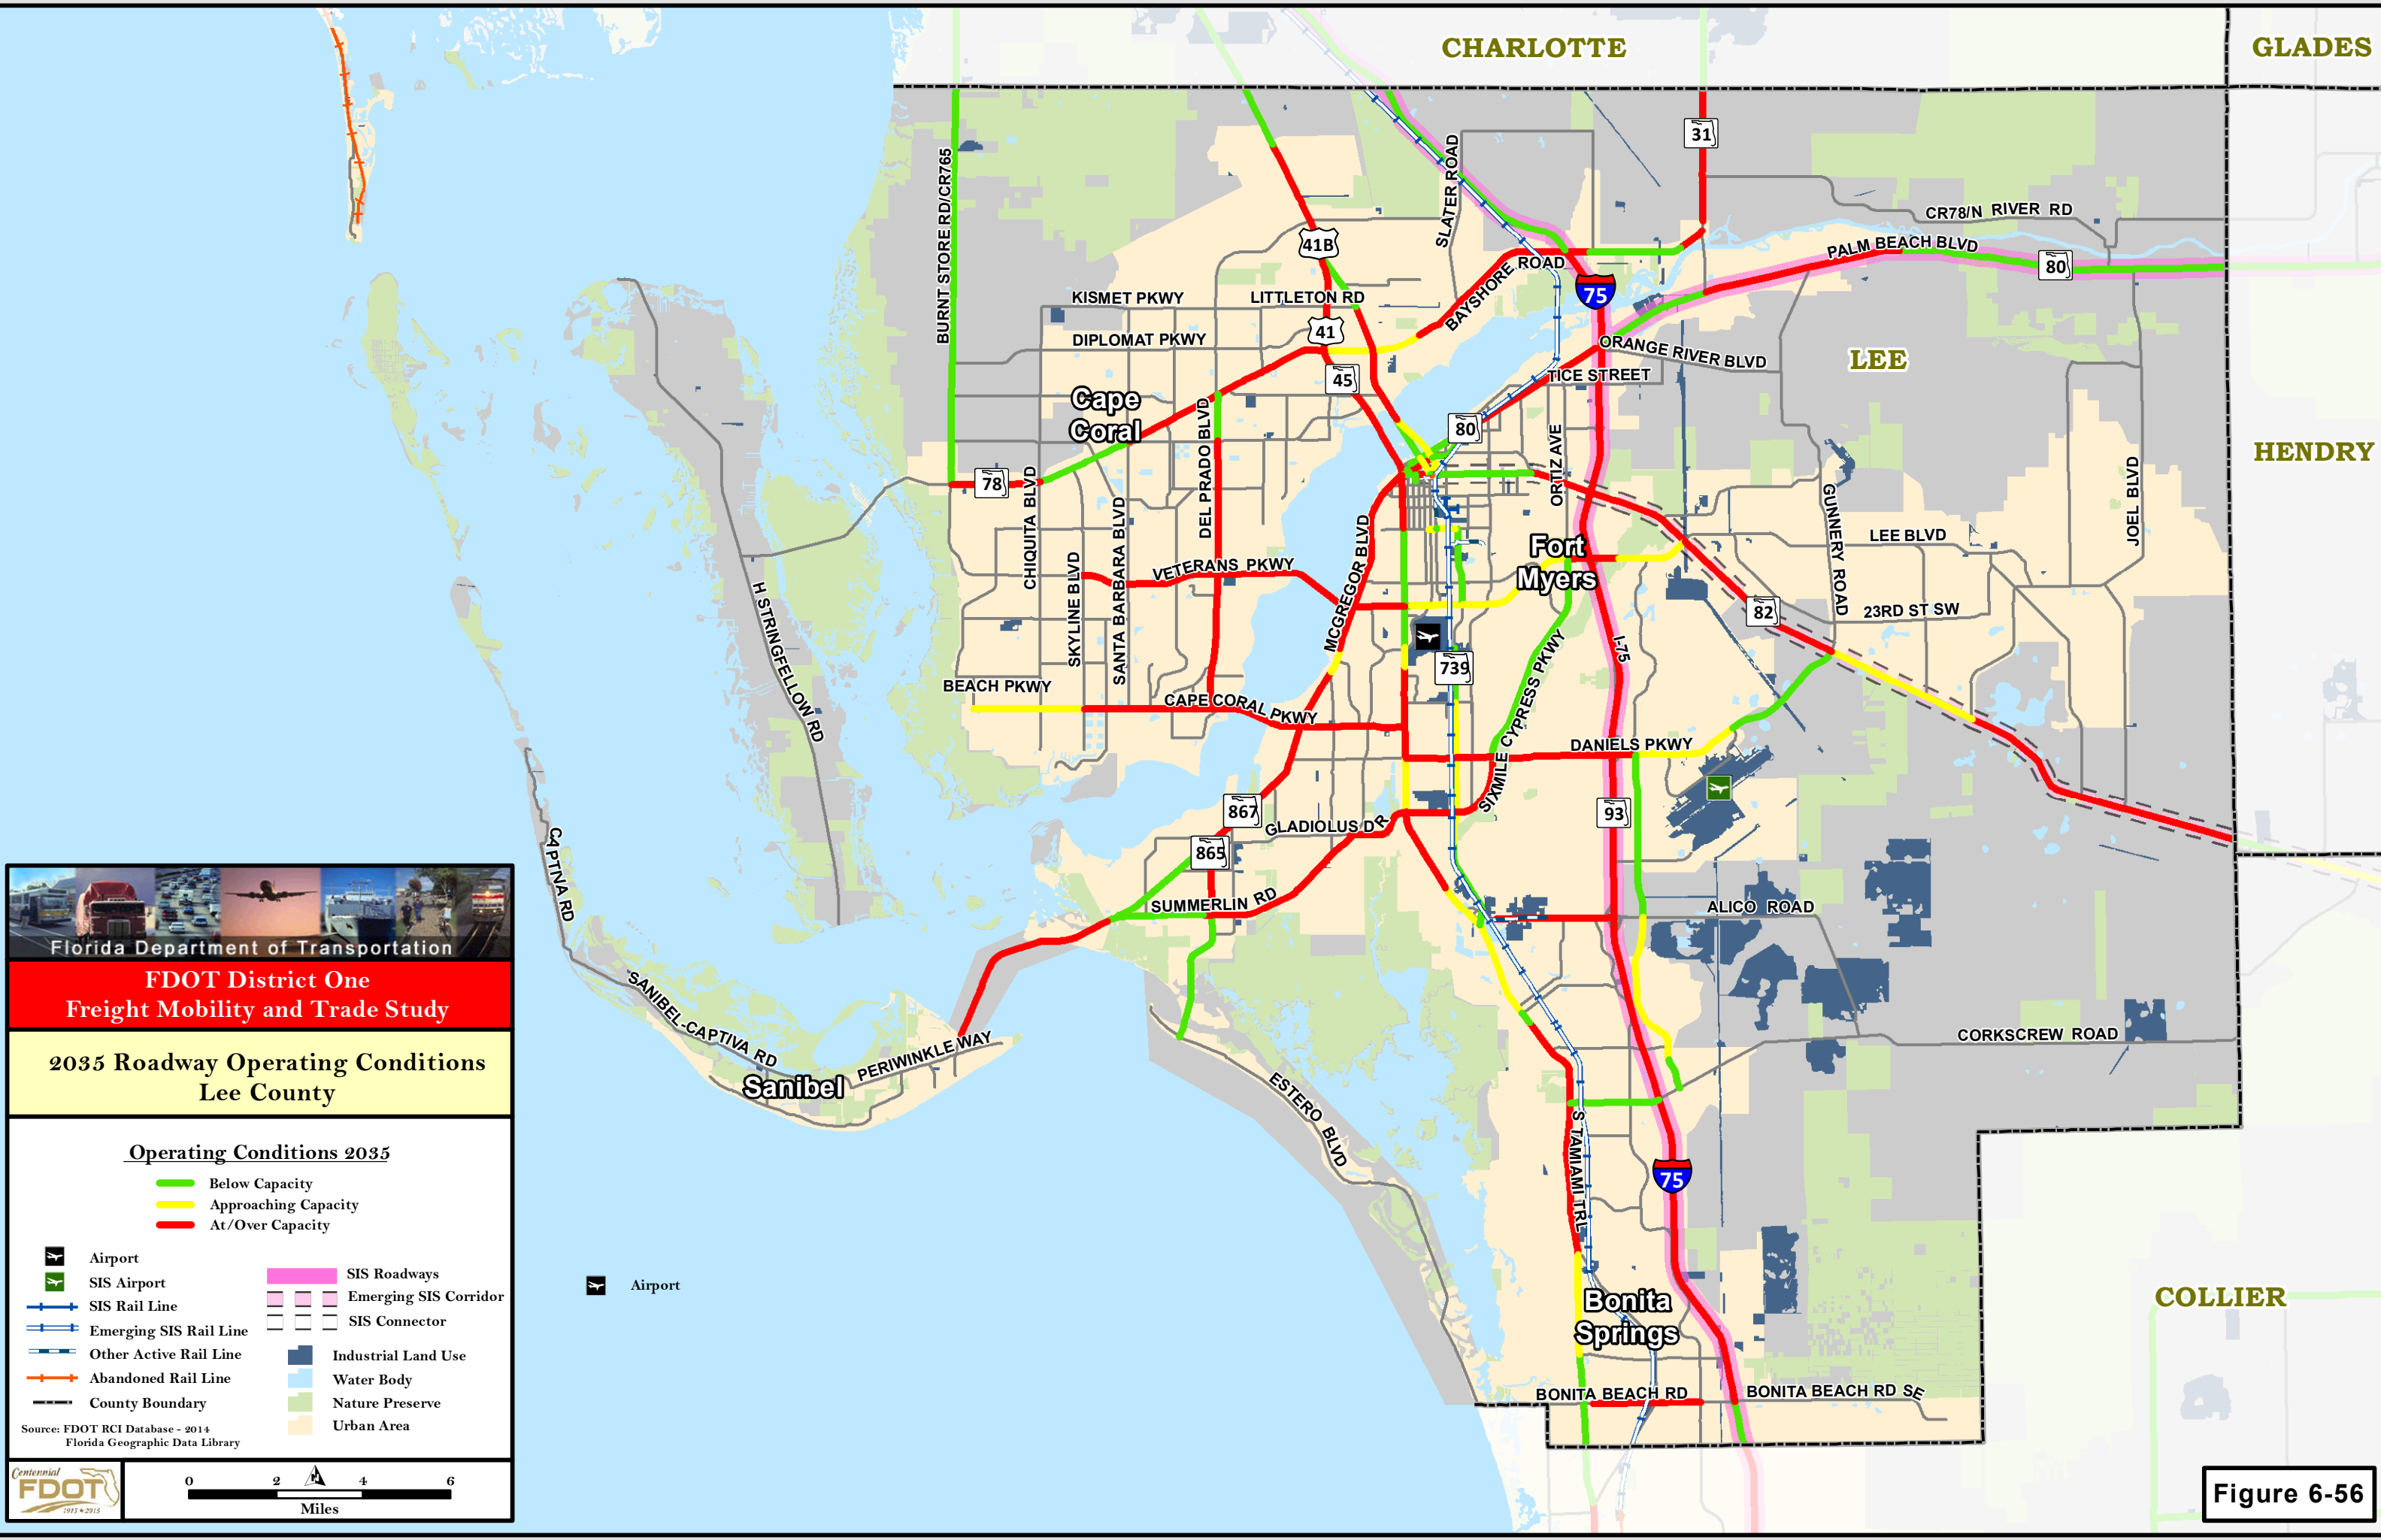 CHARLOTTE
GLADES
31
BURNT STORE RD/CR765
SLATER ROAD
CR78/N RIVER RD
41B
PALM BEACH BLVD
80
BAYSHORE ROAD
75
KISMET PKWY
LITTLETON RD
41
DIPLOMAT PKWY
ORANGE RIVER BLVD
LEE
45
TICE STREET
Cape
Coral
DEL PRADO BLVD
80
ORTIZ AVE
HENDRY
78
CHIQUITA BLVD
SANTA BARBARA BLVD
GUNNERY ROAD
JOEL BLVD
MCGREGOR BLVD
LEE BLVD
Fort
Myers
SKYLINE BLVD
VETERANS PKWY
H STRINGFELLOW RD
82
23RD ST SW
I-75
739
SIXMILE CYPRESS PKWY
BEACH PKWY
CAPE CORAL PKWY
DANIELS PKWY
867
93
GLADIOLUS DR
865
CAPTIVA RD
SUMMERLIN RD
ALICO ROAD
SANIBEL-CAPTIVA RD
PERIWINKLE WAY
CORKSCREW ROAD
Sanibel
ESTERO BLVD
S TAMIAMI TRL
75
Bonita
Springs
COLLIER
BONITA BEACH RD
BONITA BEACH RD SE
Airport
Florida Department of Transportation
FDOT District One
Freight Mobility and Trade Study
2035 Roadway Operating Conditions
Lee County
Operating Conditions 2035
Below Capacity
Approaching Capacity
At/Over Capacity
Airport
SIS Airport
SIS Rail Line
Emerging SIS Rail Line
Other Active Rail Line
Abandoned Rail Line
County Boundary
SIS Roadways
Emerging SIS Corridor
SIS Connector
Industrial Land Use
Water Body
Nature Preserve
Urban Area
Source: FDOT RCI Database - 2014
Florida Geographic Data Library
Centennial
FDOT
1915 ★ 2015
0 2 N 4 6
Miles
Figure 6-56